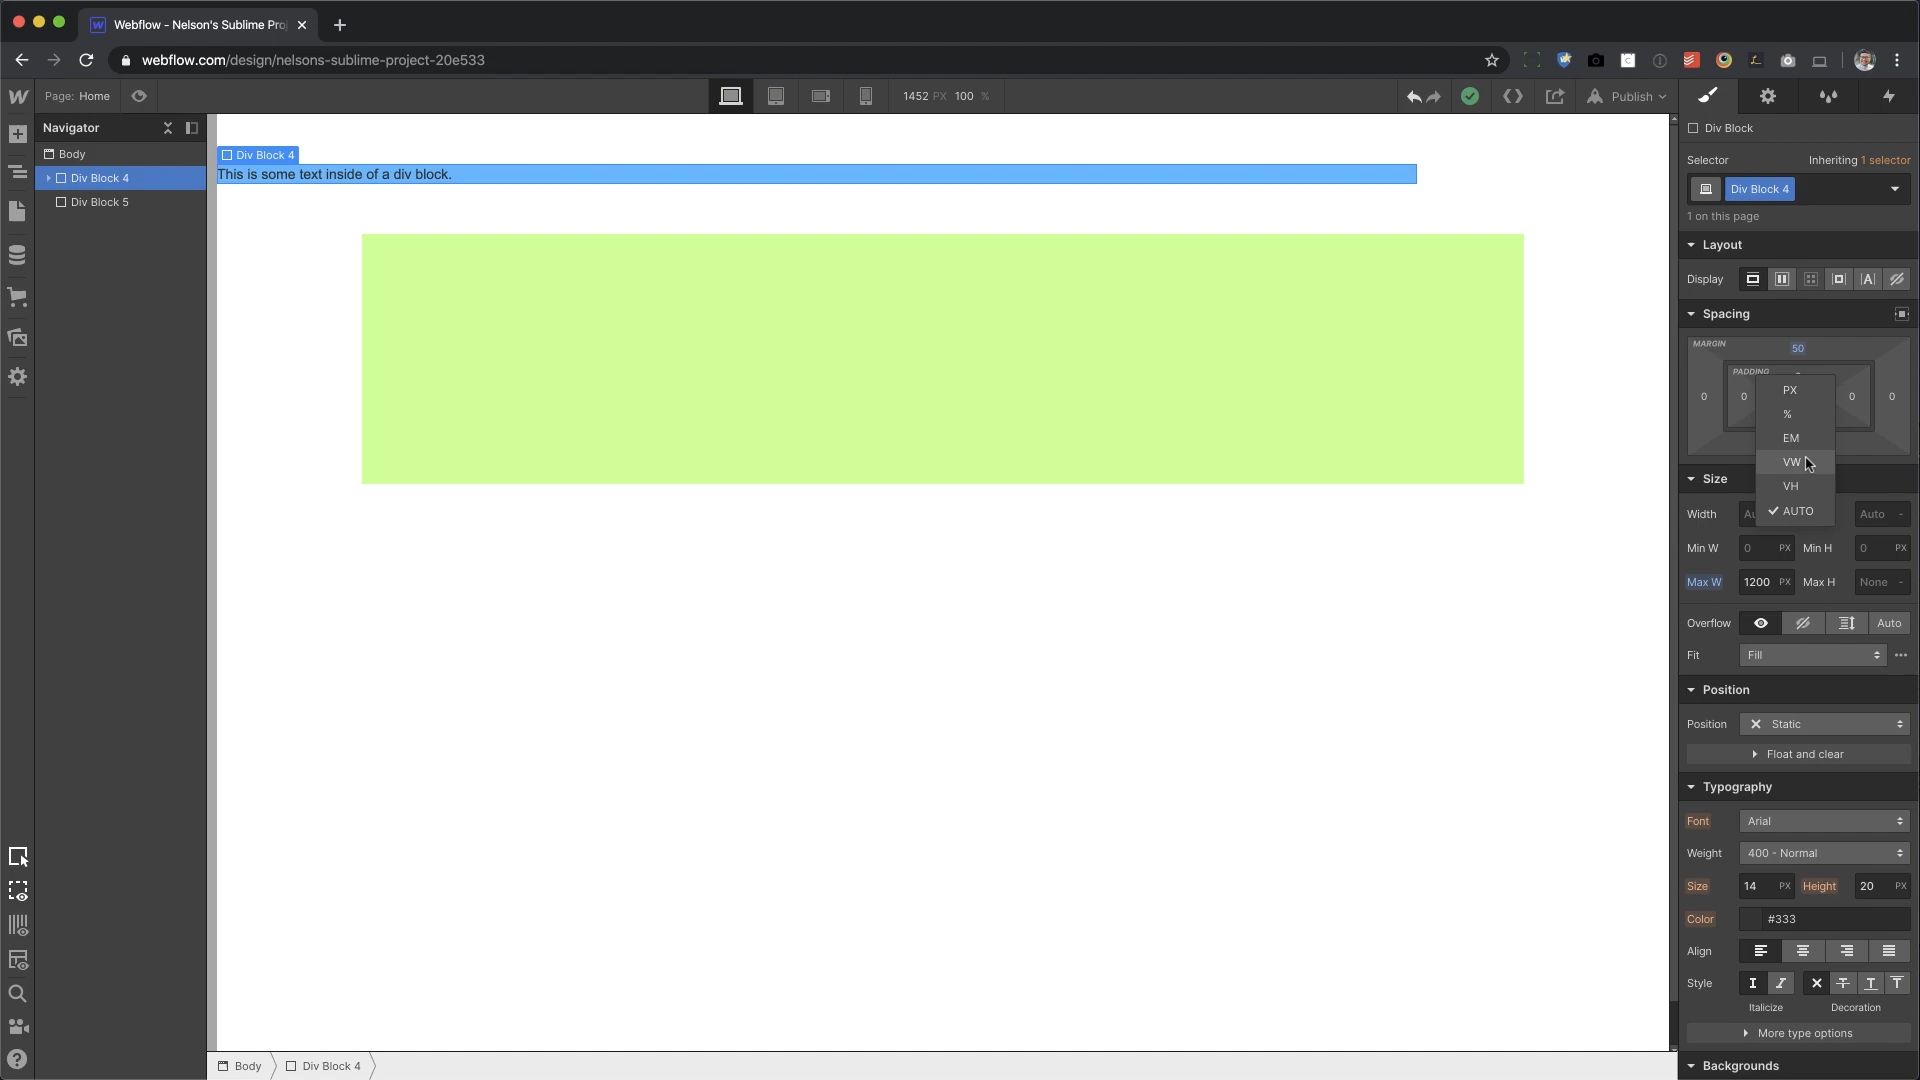 Webflow - Nelson's Sublime Pro
webflow.com/design/nelsons-sublime-project-20e533
Page: Home
1452 PX 100 %
Publish
Navigator
Body
Div Block 4
Div Block 5
Div Block 4
This is some text inside of a div block.
Div Block
Selector Inheriting 1 selector
Div Block 4
1 on this page
Layout
Display
Spacing
MARGIN
50
PADDING
0 0 0 0
PX
%
EM
VW
VH
AUTO
Size
Width Auto -
Min W 0 PX Min H 0 PX
Max W 1200 PX Max H None -
Overflow Auto
Fit Fill
Position
Position Static
Float and clear
Typography
Font Arial
Weight 400 - Normal
Size 14 PX Height 20 PX
Color #333
Align
Style
Italicize Decoration
More type options
Backgrounds
Body Div Block 4